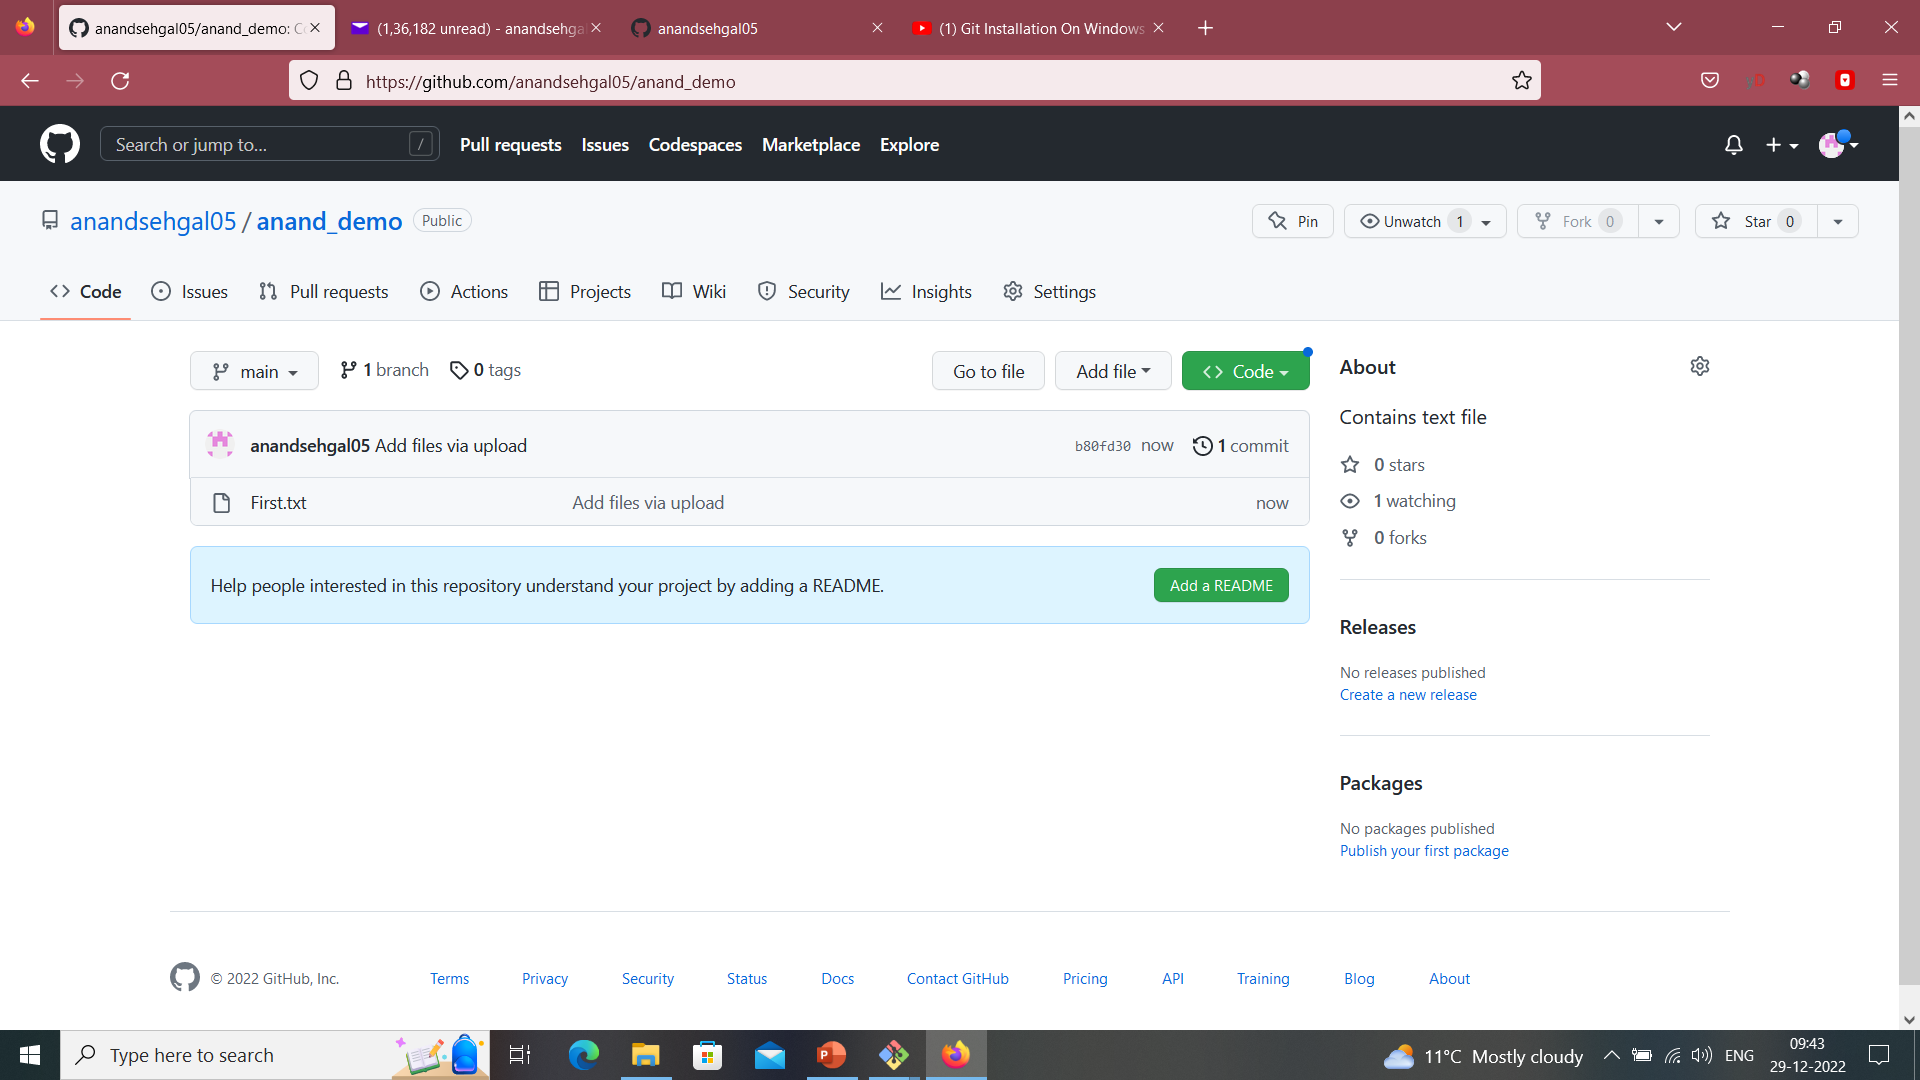 anandsehgal05/anand_demo: Co
(1,36,182 unread) - anandsehgal
anandsehgal05
(1) Git Installation On Windows
https://github.com/anandsehgal05/anand_demo
Search or jump to... /
Pull requests Issues Codespaces Marketplace Explore
anandsehgal05 / anand_demo Public
Pin Unwatch 1 Fork 0 Star 0
Code Issues Pull requests Actions Projects Wiki Security Insights Settings
main 1 branch 0 tags Go to file Add file Code
anandsehgal05 Add files via upload b80fd30 now 1 commit
First.txt Add files via upload now
Help people interested in this repository understand your project by adding a README. Add a README
About
Contains text file
0 stars
1 watching
0 forks
Releases
No releases published
Create a new release
Packages
No packages published
Publish your first package
© 2022 GitHub, Inc. Terms Privacy Security Status Docs Contact GitHub Pricing API Training Blog About
Type here to search
11°C Mostly cloudy ENG
09:43
29-12-2022